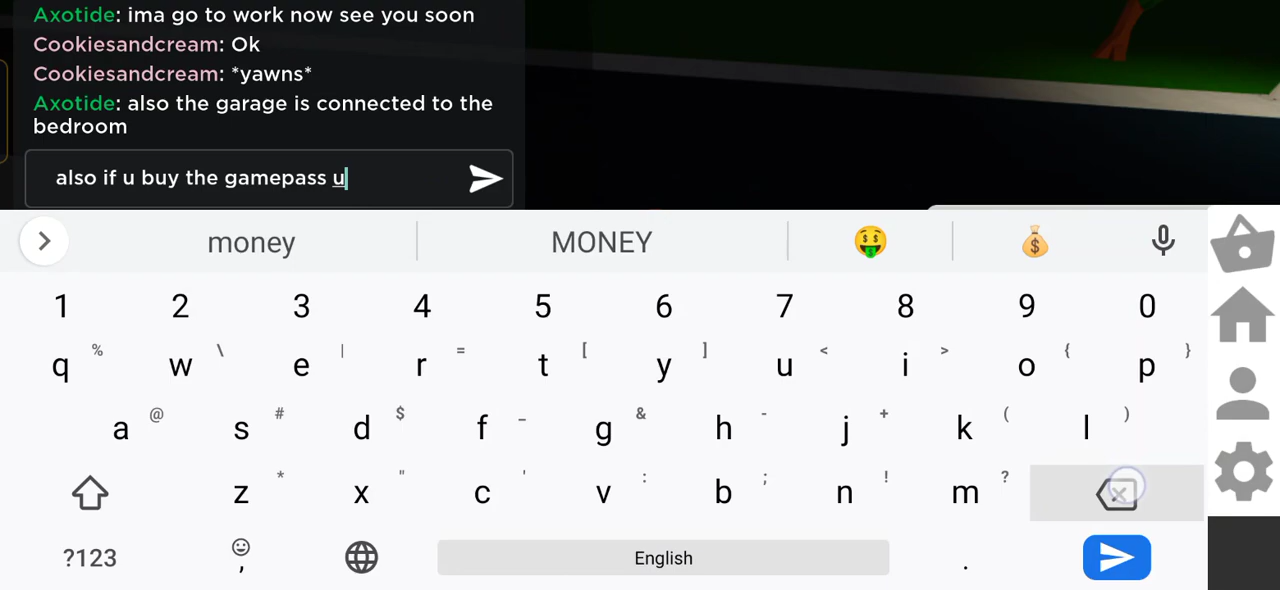 Axotide: ima go to work now see you soon
Cookiesandcream: Ok
Cookiesandcream: *yawns*
Axotide: also the garage is connected to the
bedroom
also if u buy the gamepass u
money MONEY 🤑 💰
1 2 3 4 5 6 7 8 9 0
q % w \ e | r = t [ y ] u < i > o { p }
a @ s # d $ f _ g & h - j + k ( l )
z * x " c ' v : b ; n ! m ?
?123 , English .